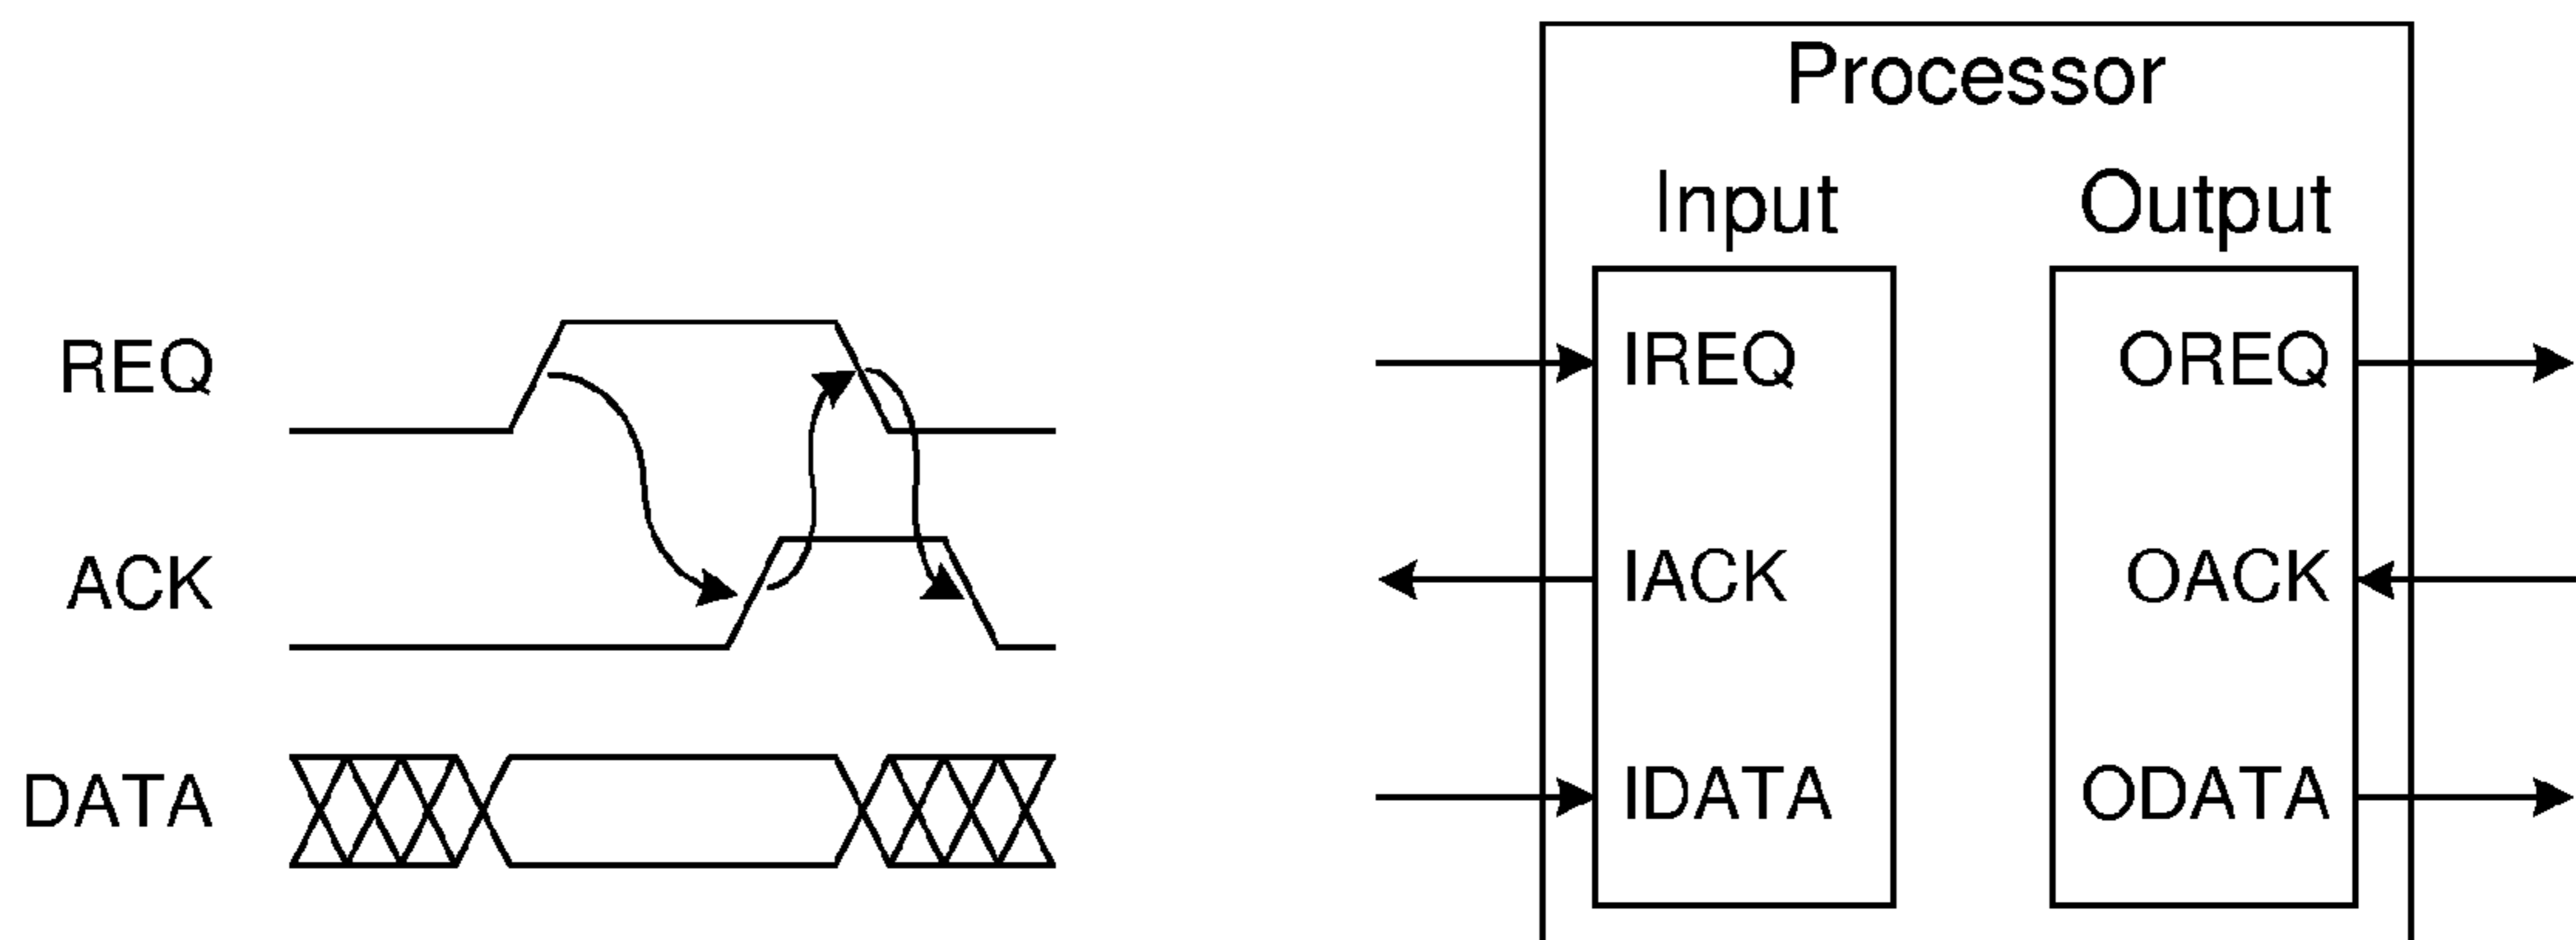 REQ
ACK
DATA
Processor
Input
Output
IREQ
OREQ
IACK
OACK
IDATA
ODATA